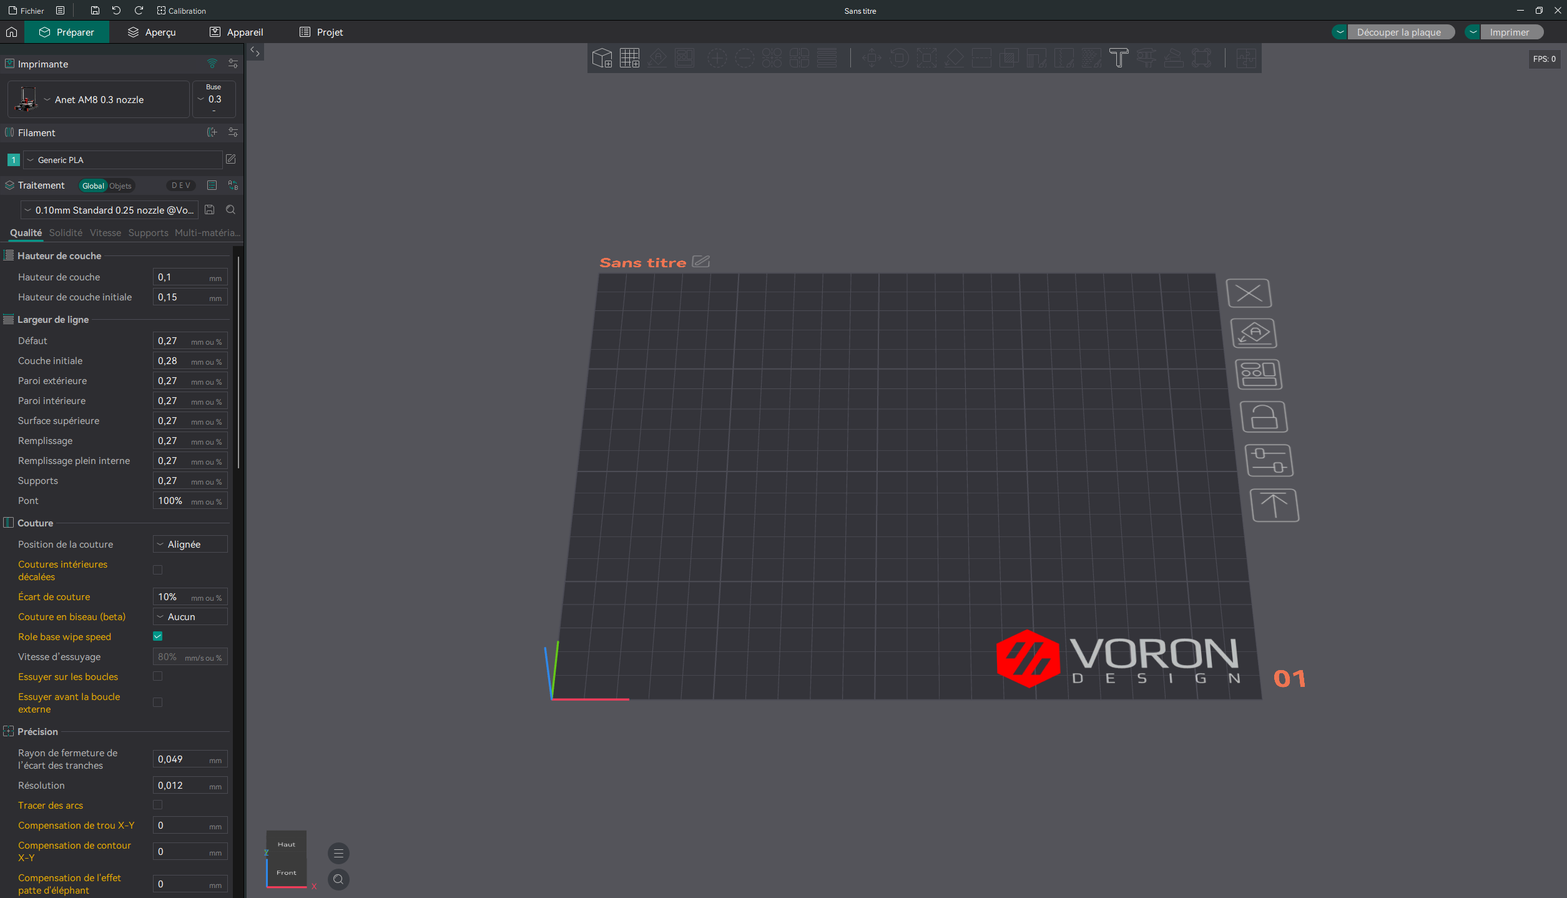 Fichier
Calibration
Sans titre
Préparer
Aperçu
Appareil
Projet
Découper la plaque
Imprimer
FPS: 0
Imprimante
Anet AM8 0.3 nozzle
Buse
0.3
-
Filament
1
Generic PLA
Traitement
Global
Objets
DEV
0.10mm Standard 0.25 nozzle @Vo...
Qualité
Solidité
Vitesse
Supports
Multi-matéria...
Hauteur de couche
Hauteur de couche 0,1 mm
Hauteur de couche initiale 0,15 mm
Largeur de ligne
Défaut 0,27 mm ou %
Couche initiale 0,28 mm ou %
Paroi extérieure 0,27 mm ou %
Paroi intérieure 0,27 mm ou %
Surface supérieure 0,27 mm ou %
Remplissage 0,27 mm ou %
Remplissage plein interne 0,27 mm ou %
Supports 0,27 mm ou %
Pont 100% mm ou %
Couture
Position de la couture Alignée
Coutures intérieures
décalées
Écart de couture 10% mm ou %
Couture en biseau (beta) Aucun
Role base wipe speed
Vitesse d'essuyage 80% mm/s ou %
Essuyer sur les boucles
Essuyer avant la boucle
externe
Précision
Rayon de fermeture de
l'écart des tranches 0,049 mm
Résolution 0,012 mm
Tracer des arcs
Compensation de trou X-Y 0 mm
Compensation de contour
X-Y 0 mm
Compensation de l'effet
patte d'éléphant 0 mm
Sans titre
VORON
DESIGN
01
Haut
Front
X